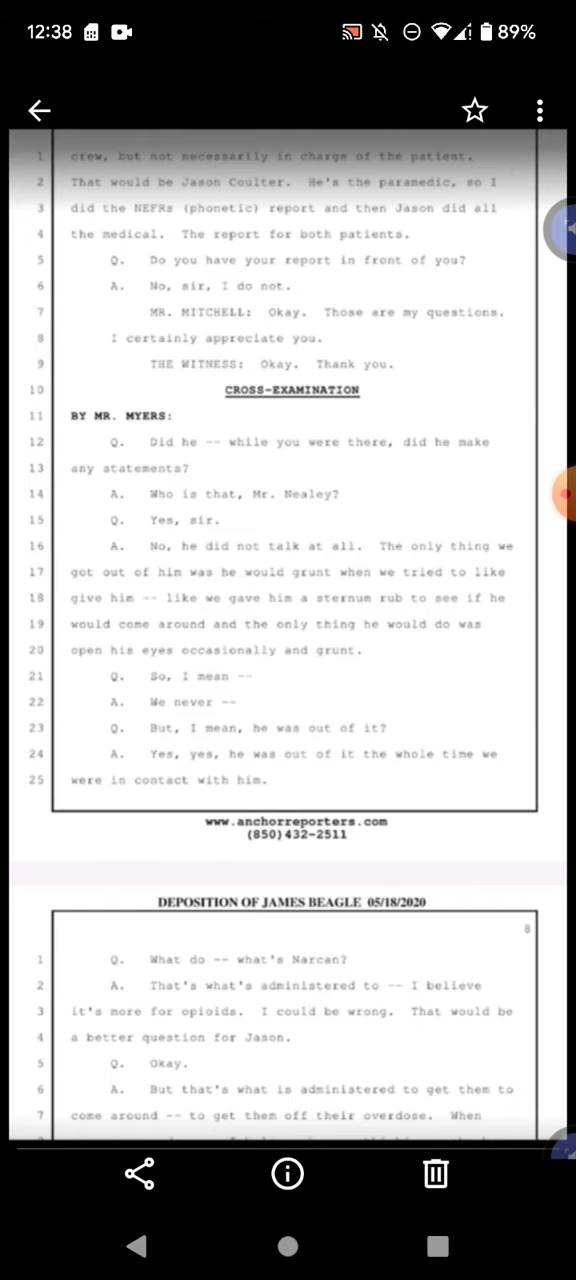 12:38 89%
1 crew, but not necessarily in charge of the patient.
2 That would be Jason Coulter. He's the paramedic, so I
3 did the NEFRs (phonetic) report and then Jason did all
4 the medical. The report for both patients.
5 Q. Do you have your report in front of you?
6 A. No, sir, I do not.
7 MR. MITCHELL: Okay. Those are my questions.
8 I certainly appreciate you.
9 THE WITNESS: Okay. Thank you.
10 CROSS-EXAMINATION
11 BY MR. MYERS:
12 Q. Did he -- while you were there, did he make
13 any statements?
14 A. Who is that, Mr. Nealey?
15 Q. Yes, sir.
16 A. No, he did not talk at all. The only thing we
17 got out of him was he would grunt when we tried to like
18 give him -- like we gave him a sternum rub to see if he
19 would come around and the only thing he would do was
20 open his eyes occasionally and grunt.
21 Q. So, I mean --
22 A. We never --
23 Q. But, I mean, he was out of it?
24 A. Yes, yes, he was out of it the whole time we
25 were in contact with him.
www.anchorreporters.com
(850)432-2511
DEPOSITION OF JAMES BEAGLE 05/18/2020
8
1 Q. What do -- what's Narcan?
2 A. That's what's administered to -- I believe
3 it's more for opioids. I could be wrong. That would be
4 a better question for Jason.
5 Q. Okay.
6 A. But that's what is administered to get them to
7 come around -- to get them off their overdose. When